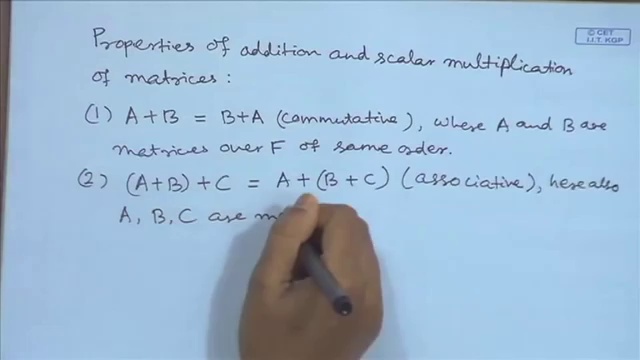 © CET
I.I.T. KGP
Properties of addition and scalar multiplication
of matrices :
(1) A+B = B+A (commutative), where A and B are
matrices over F of same order.
(2) (A+B) + C = A + (B + C) (associative), here also
A, B, C are